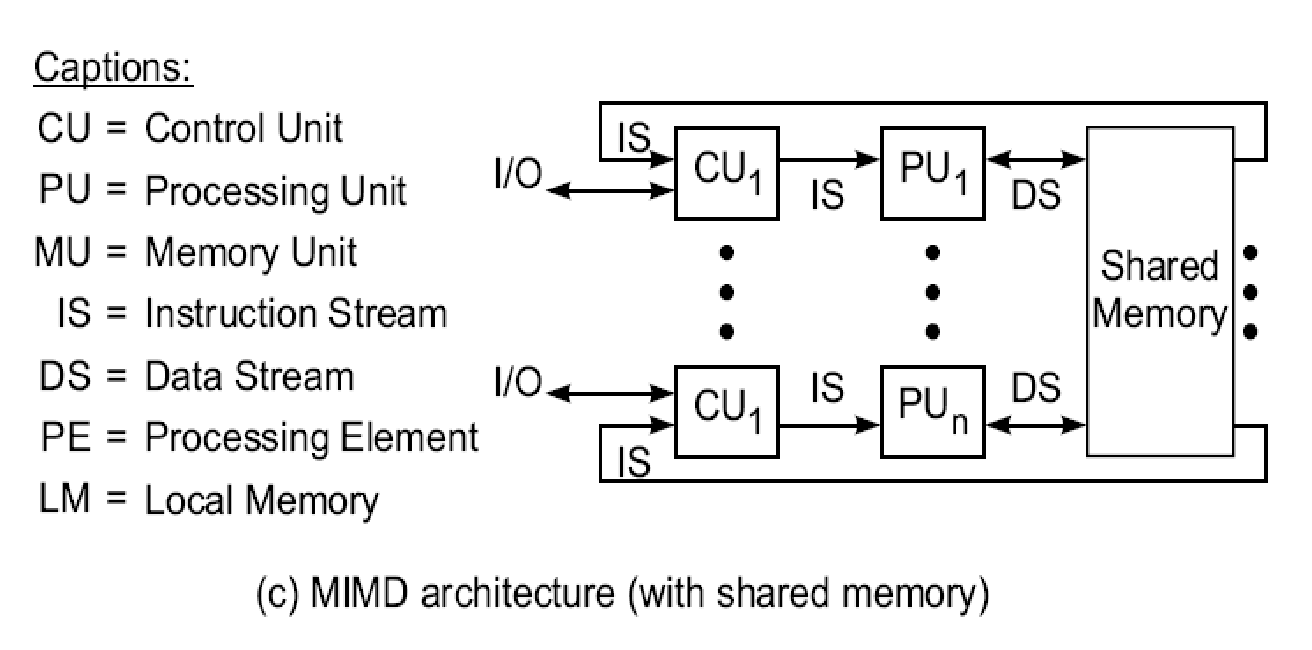 Captions:
CU = Control Unit
PU = Processing Unit
MU = Memory Unit
IS = Instruction Stream
DS = Data Stream
PE = Processing Element
LM = Local Memory
I/O
IS
CU1
IS
PU1
DS
Shared
Memory
I/O
IS
CU1
IS
PUn
DS
(c) MIMD architecture (with shared memory)